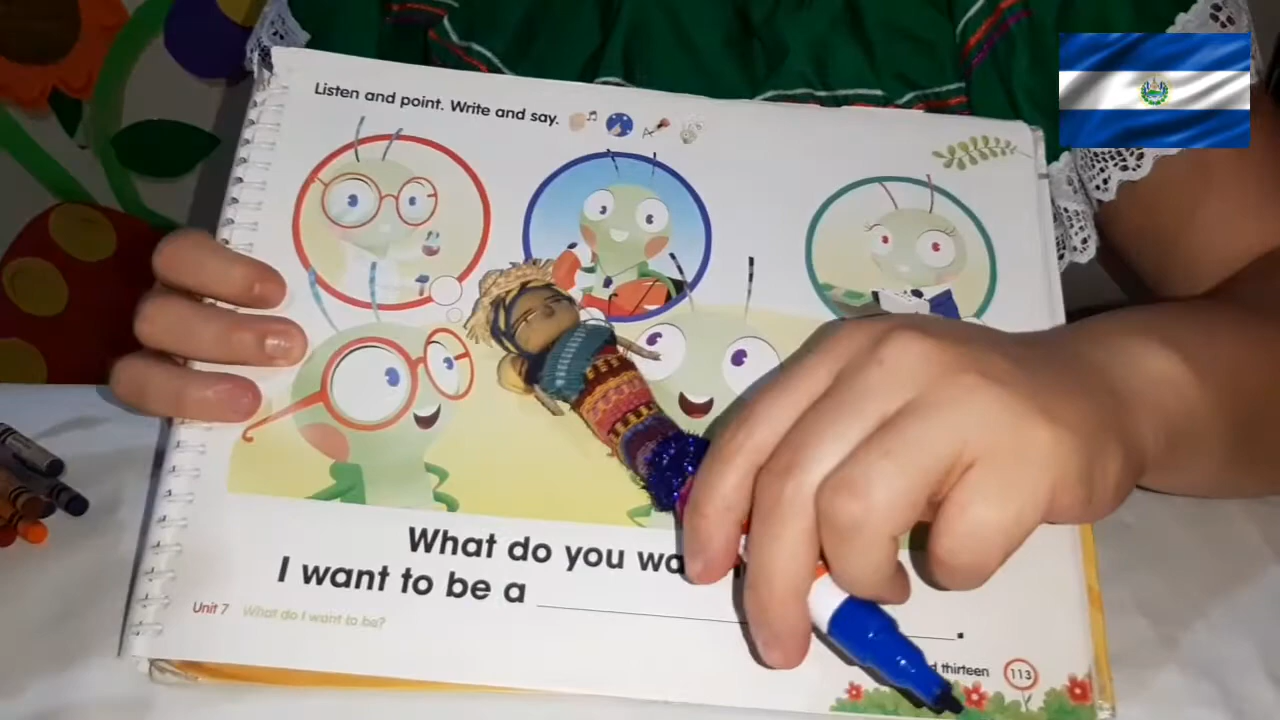 Listen and point. Write and say.
What do you
I want to be a
Unit 7 What do I want to be?
thirteen
113